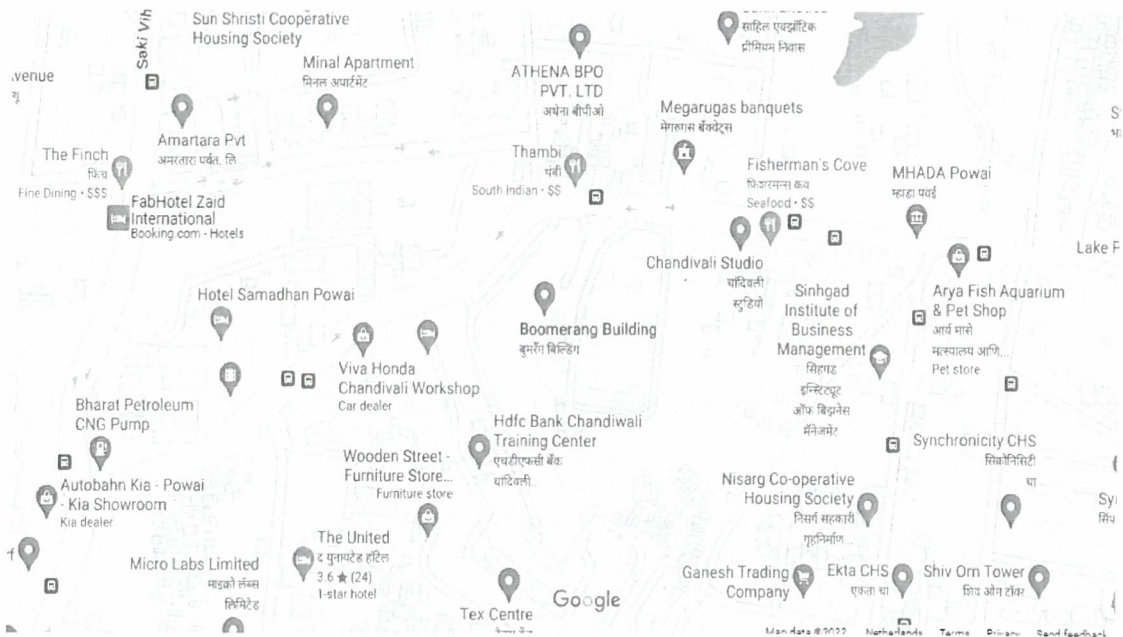 Saki Vih
Sun Shristi Cooperative
Housing Society
venue
यू
Minal Apartment
मिनल अपार्टमेंट
Amartara Pvt
अमरतारा पर्वत. लि
The Finch
फिंच
Fine Dining • $$$
FabHotel Zaid
International
Booking.com - Hotels
ATHENA BPO
PVT. LTD
अथेना बीपीओ
Thambi
थंबी
South Indian • $$
साहिल एक्झॉटिक
प्रीमियम निवास
Megarugas banquets
मेगारुगस बँक्वेट्स
Fisherman's Cove
फिशरमन्स कव
Seafood • $$
MHADA Powai
म्हाडा पवई
Lake
Chandivali Studio
चांदिवली
स्टुडियो
Arya Fish Aquarium
& Pet Shop
आर्य मासे
मत्स्यालय आणि...
Pet store
Sinhgad
Institute of
Business
Management
सिंहगड
इन्स्टिट्यूट
ऑफ बिझनेस
मॅनेजमेंट
Hotel Samadhan Powai
Boomerang Building
बुमरँग बिल्डिंग
Viva Honda
Chandivali Workshop
Car dealer
Bharat Petroleum
CNG Pump
Hdfc Bank Chandiwali
Training Center
एचडीएफसी बँक
चांदिवली...
Wooden Street -
Furniture Store...
Furniture store
Synchronicity CHS
सिंक्रोनिसिटी
चा
Autobahn Kia - Powai
- Kia Showroom
Kia dealer
Nisarg Co-operative
Housing Society
निसर्ग सहकारी
गृहनिर्माण...
Sy
सिंप
The United
द युनायटेड हॉटेल
3.6 ★ (24)
1-star hotel
Micro Labs Limited
माइक्रो लॅब्स
लिमिटेड
Tex Centre
Google
Ganesh Trading
Company
Ekta CHS
एकता चा
Shiv Om Tower
शिव ओम टॉवर
Map data ©2022 Netherlands Terms Privacy Send feedback